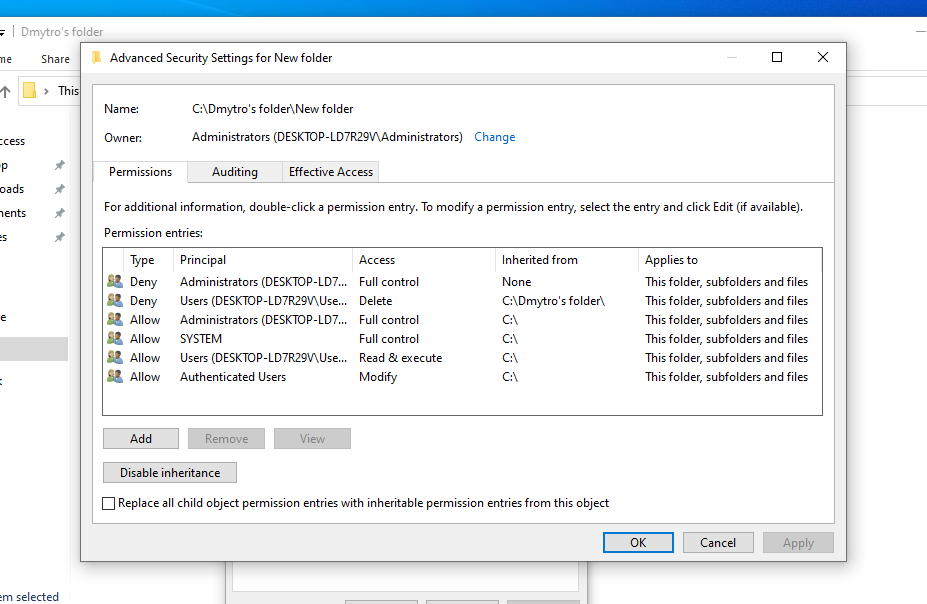 Dmytro's folder
Share
Advanced Security Settings for New folder
This
Name: C:\Dmytro's folder\New folder
Owner: Administrators (DESKTOP-LD7R29V\Administrators) Change
Permissions Auditing Effective Access
For additional information, double-click a permission entry. To modify a permission entry, select the entry and click Edit (if available).
Permission entries:
Type Principal Access Inherited from Applies to
Deny Administrators (DESKTOP-LD7... Full control None This folder, subfolders and files
Deny Users (DESKTOP-LD7R29V\Use... Delete C:\Dmytro's folder\ This folder, subfolders and files
Allow Administrators (DESKTOP-LD7... Full control C:\ This folder, subfolders and files
Allow SYSTEM Full control C:\ This folder, subfolders and files
Allow Users (DESKTOP-LD7R29V\Use... Read & execute C:\ This folder, subfolders and files
Allow Authenticated Users Modify C:\ This folder, subfolders and files
Add Remove View
Disable inheritance
Replace all child object permission entries with inheritable permission entries from this object
OK Cancel Apply
selected